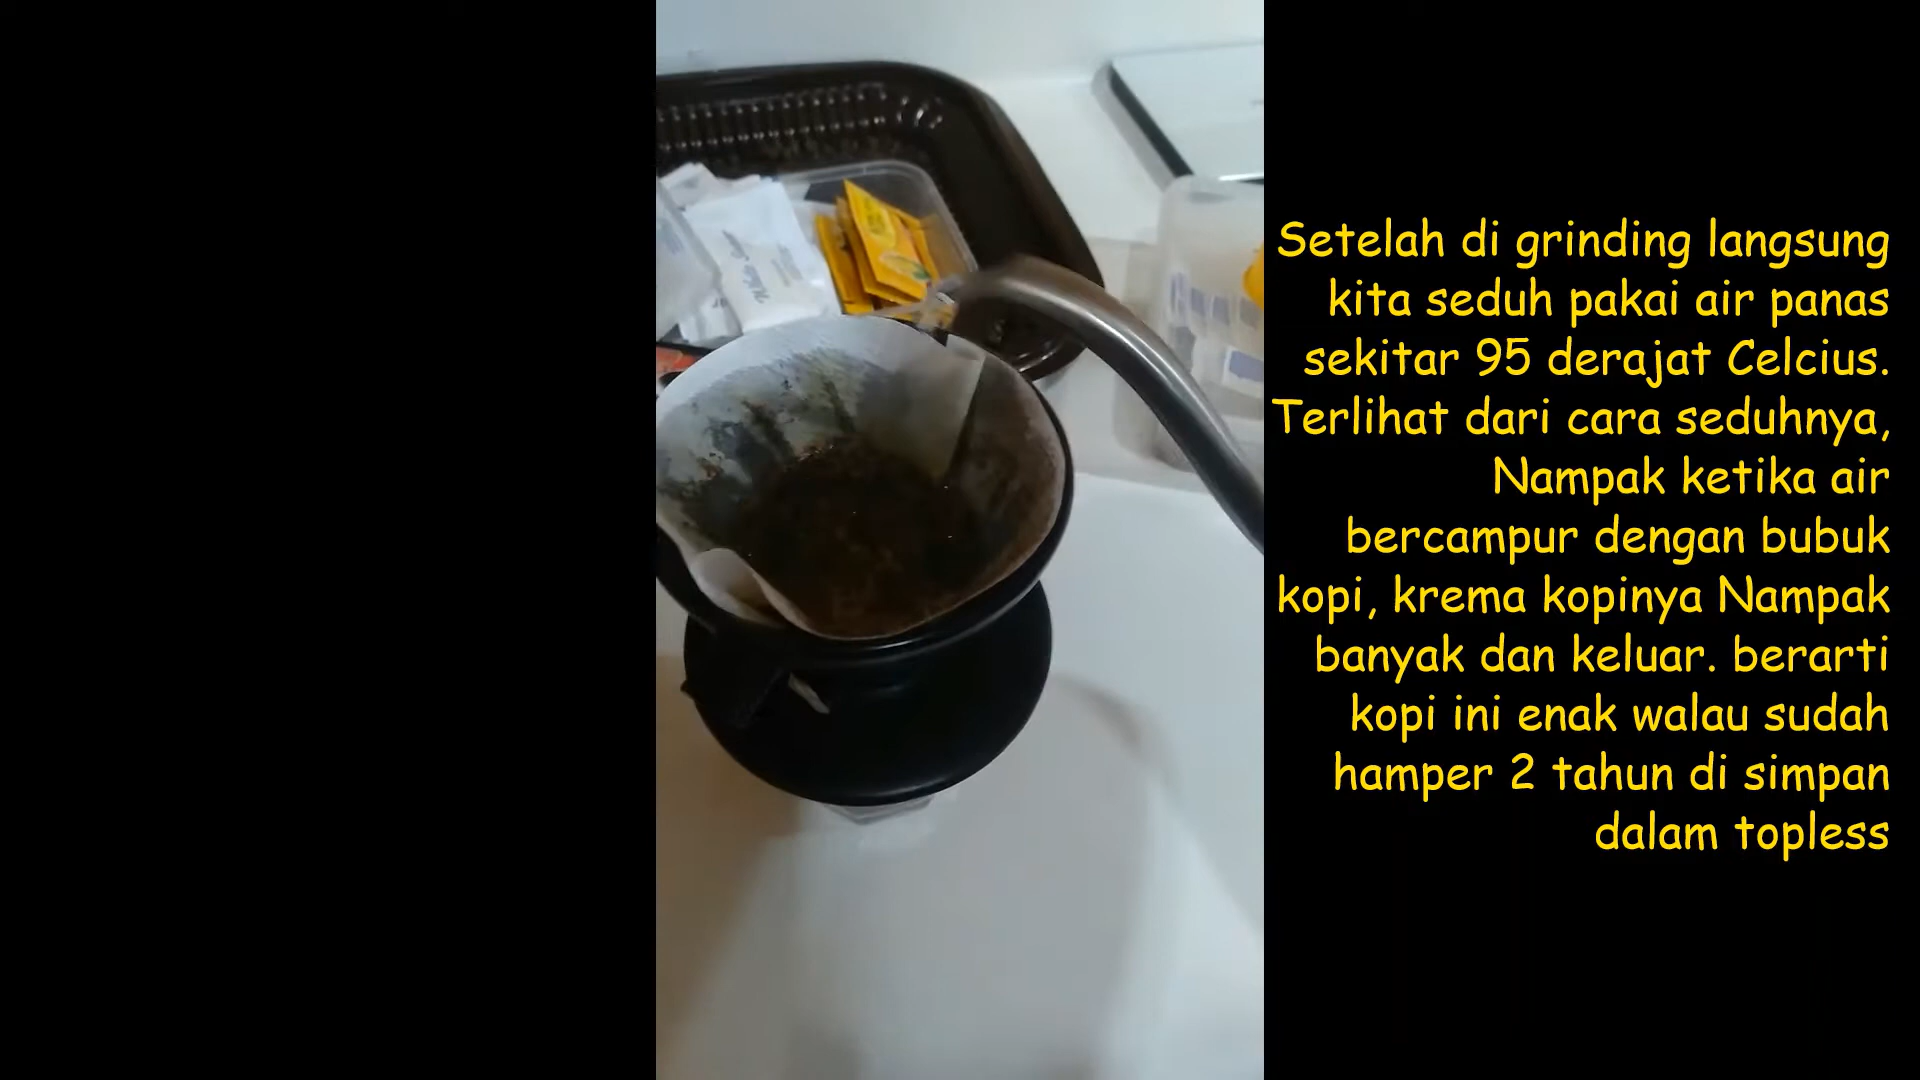 Setelah di grinding langsung
kita seduh pakai air panas
sekitar 95 derajat Celcius.
Terlihat dari cara seduhnya,
Nampak ketika air
bercampur dengan bubuk
kopi, krema kopinya Nampak
banyak dan keluar. berarti
kopi ini enak walau sudah
hamper 2 tahun di simpan
dalam topless